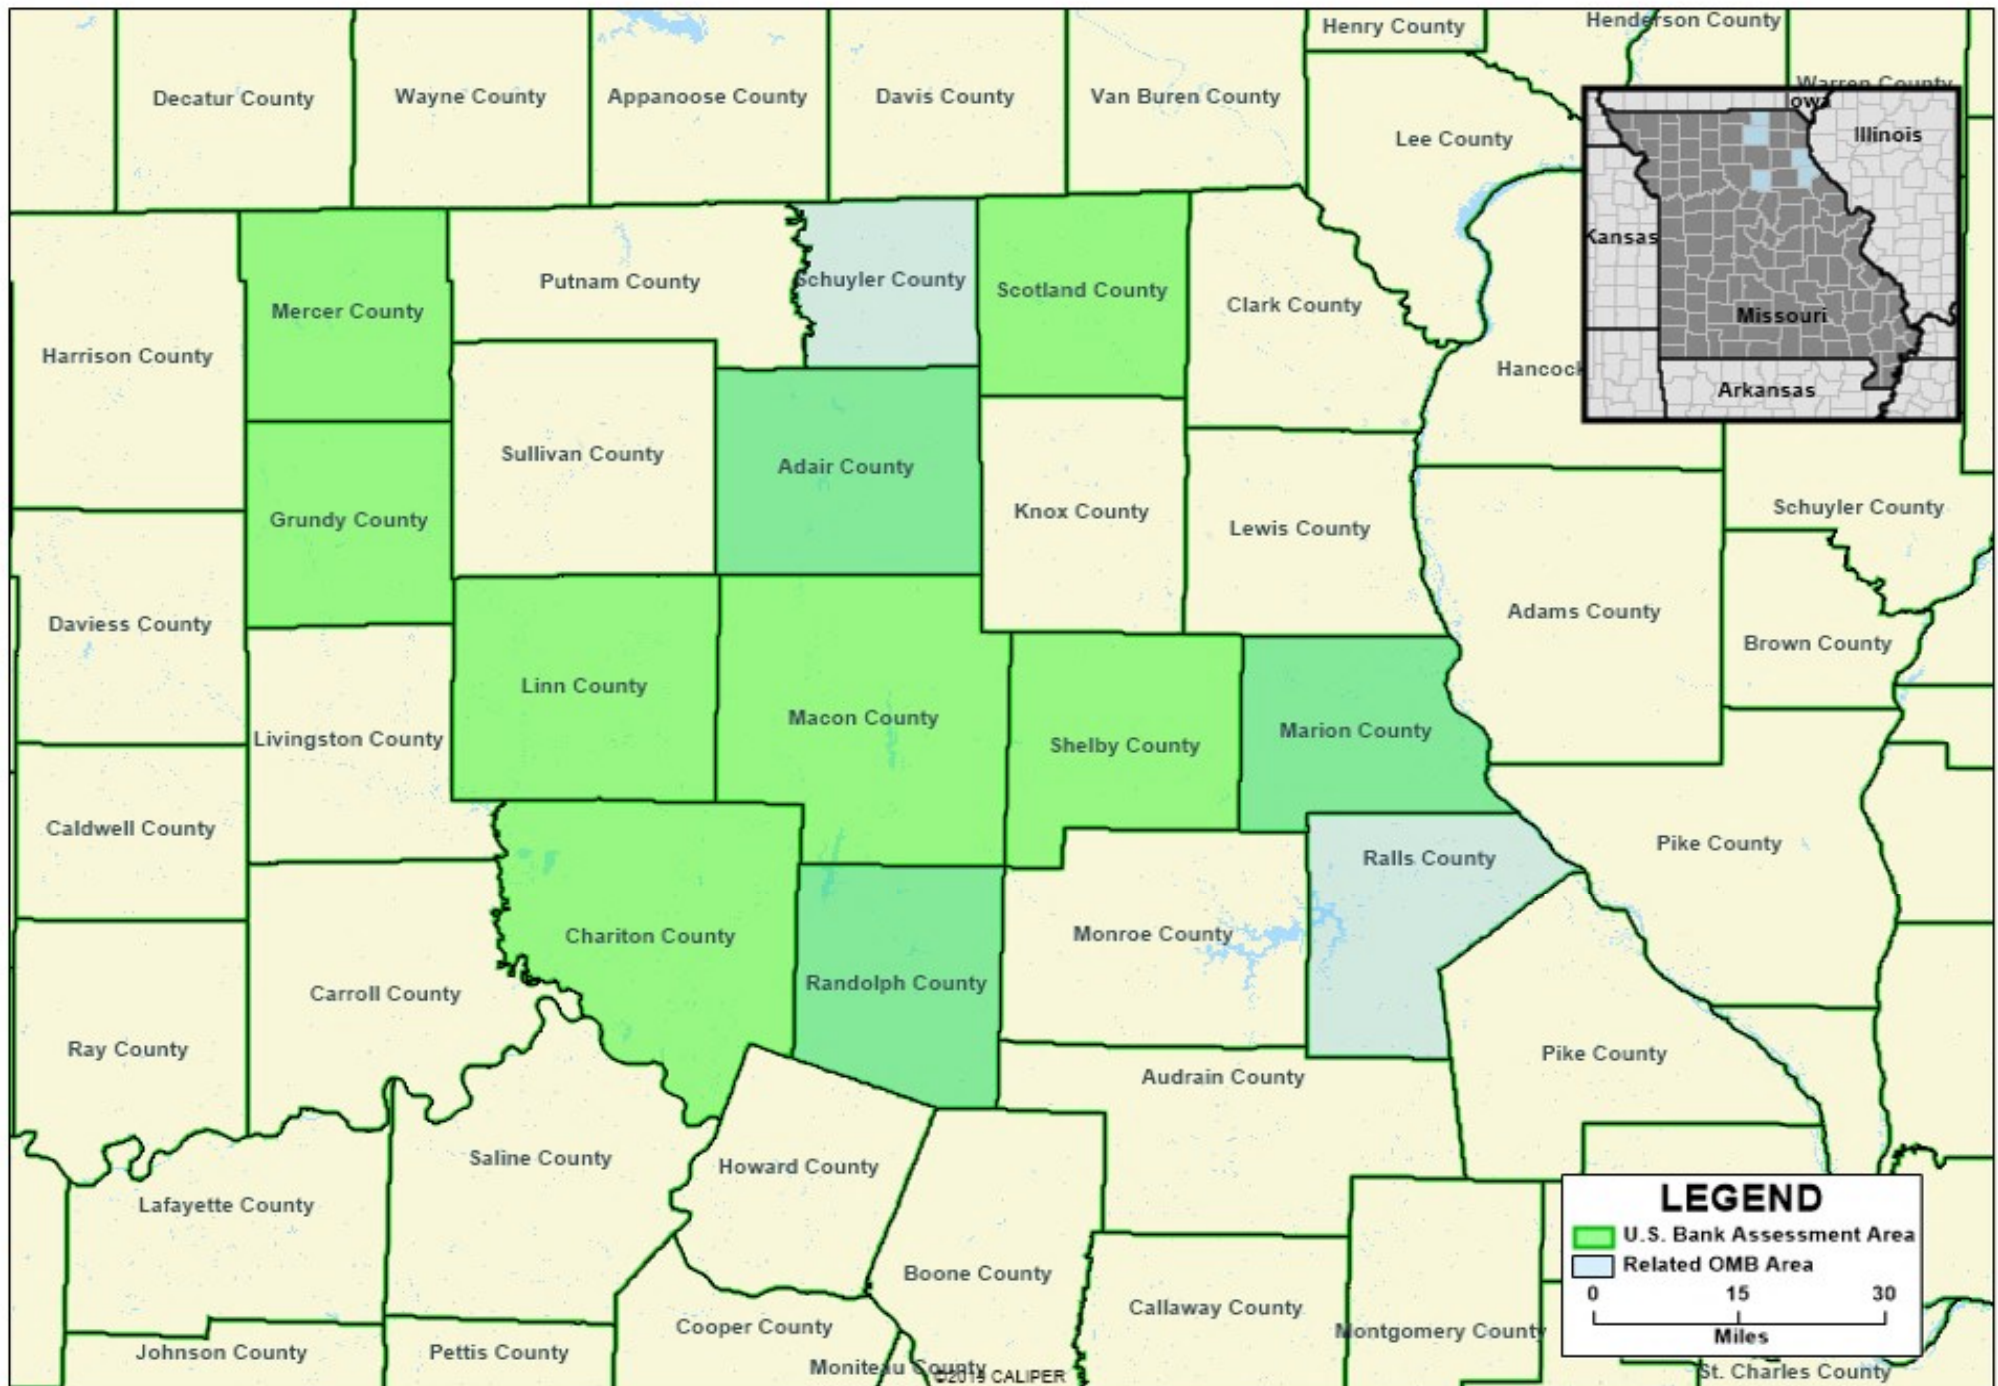 Henry County
Henderson County
Decatur County
Wayne County
Appanoose County
Davis County
Van Buren County
Warren County
Iowa
Lee County
Illinois
Kansas
Missouri
Arkansas
Putnam County
Schuyler County
Scotland County
Clark County
Mercer County
Harrison County
Hancock
Sullivan County
Adair County
Knox County
Lewis County
Schuyler County
Grundy County
Daviess County
Adams County
Brown County
Linn County
Macon County
Livingston County
Shelby County
Marion County
Caldwell County
Ralls County
Pike County
Chariton County
Monroe County
Randolph County
Carroll County
Ray County
Pike County
Audrain County
Saline County
Howard County
Lafayette County
LEGEND
U.S. Bank Assessment Area
Related OMB Area
0 15 30
Miles
Boone County
Callaway County
Cooper County
Montgomery County
Johnson County
Pettis County
Moniteau County
©2019 CALIPER
St. Charles County